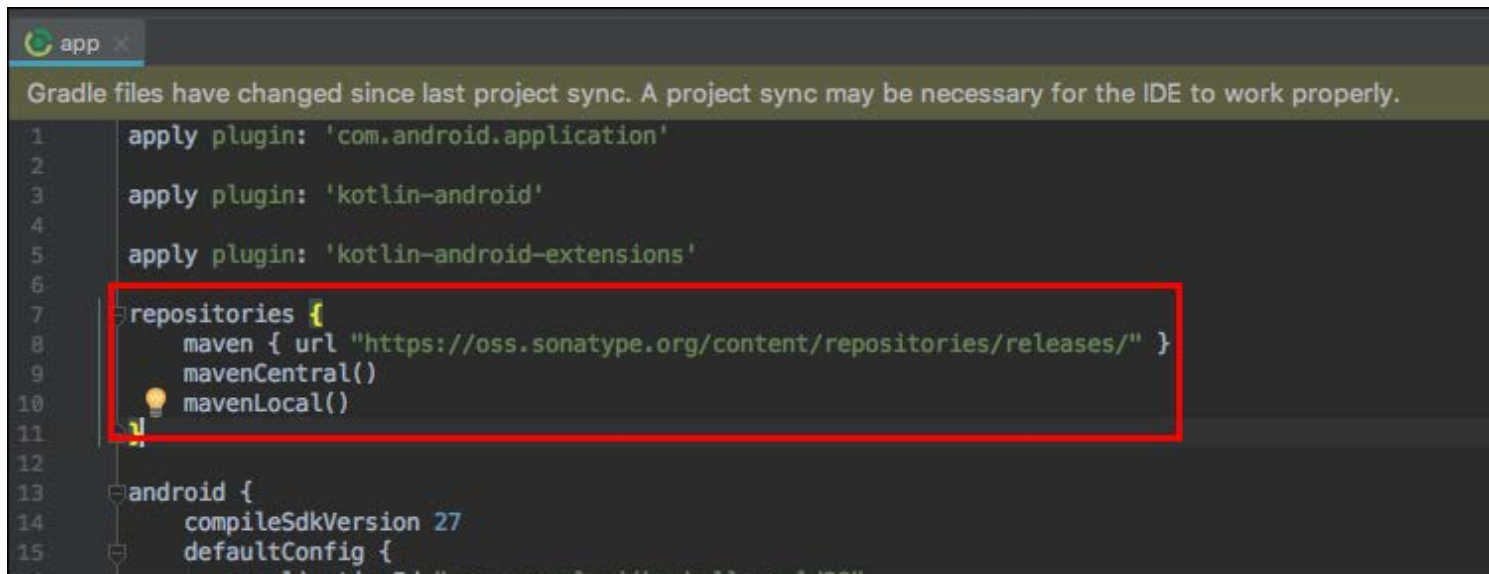 app
Gradle files have changed since last project sync. A project sync may be necessary for the IDE to work properly.
1 apply plugin: 'com.android.application'
2
3 apply plugin: 'kotlin-android'
4
5 apply plugin: 'kotlin-android-extensions'
6
7 repositories {
8 maven { url "https://oss.sonatype.org/content/repositories/releases/" }
9 mavenCentral()
10 mavenLocal()
11 }
12
13 android {
14 compileSdkVersion 27
15 defaultConfig {